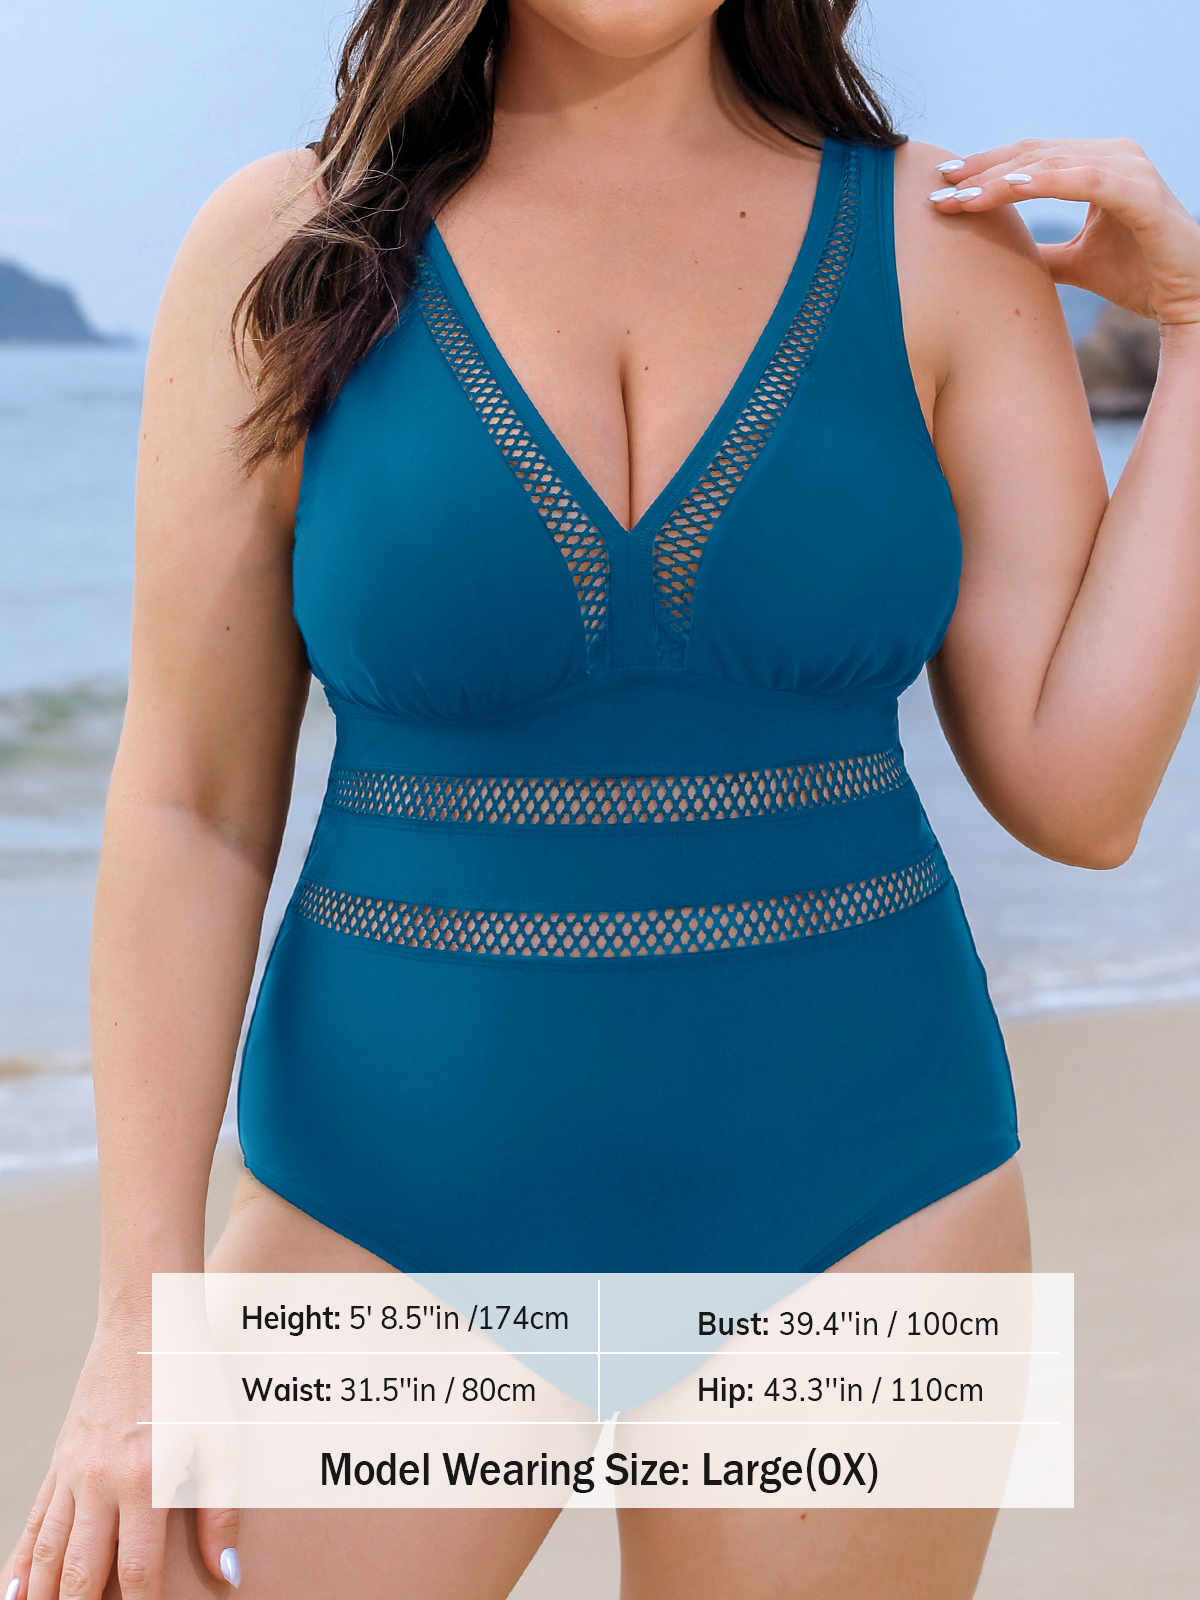 Height: 5' 8.5''in /174cm
Bust: 39.4''in / 100cm
Waist: 31.5''in / 80cm
Hip: 43.3''in / 110cm
Model Wearing Size: Large(0X)